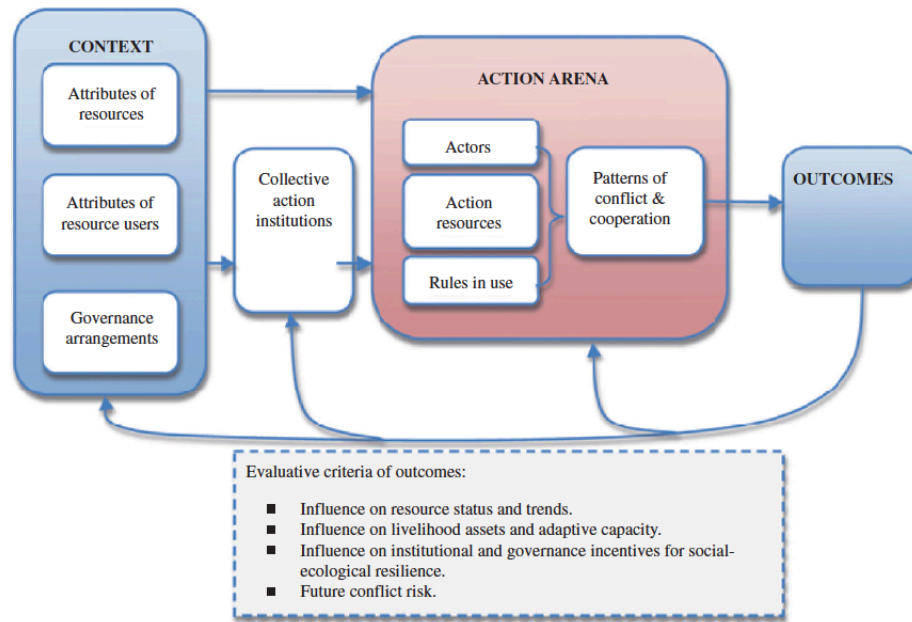 CONTEXT
Attributes of
resources
Attributes of
resource users
Governance
arrangements
Collective
action
institutions
ACTION ARENA
Actors
Action
resources
Rules in use
Patterns of
conflict &
cooperation
OUTCOMES
Evaluative criteria of outcomes:
■ Influence on resource status and trends.
■ Influence on livelihood assets and adaptive capacity.
■ Influence on institutional and governance incentives for social-
ecological resilience.
■ Future conflict risk.